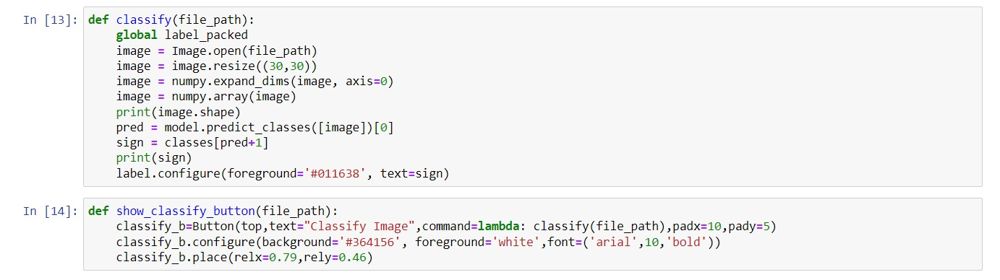 In [13]: def classify(file_path):
    global label_packed
    image = Image.open(file_path)
    image = image.resize((30,30))
    image = numpy.expand_dims(image, axis=0)
    image = numpy.array(image)
    print(image.shape)
    pred = model.predict_classes([image])[0]
    sign = classes[pred+1]
    print(sign)
    label.configure(foreground='#011638', text=sign)
In [14]: def show_classify_button(file_path):
    classify_b=Button(top,text="Classify Image",command=lambda: classify(file_path),padx=10,pady=5)
    classify_b.configure(background='#364156', foreground='white',font=('arial',10,'bold'))
    classify_b.place(relx=0.79,rely=0.46)